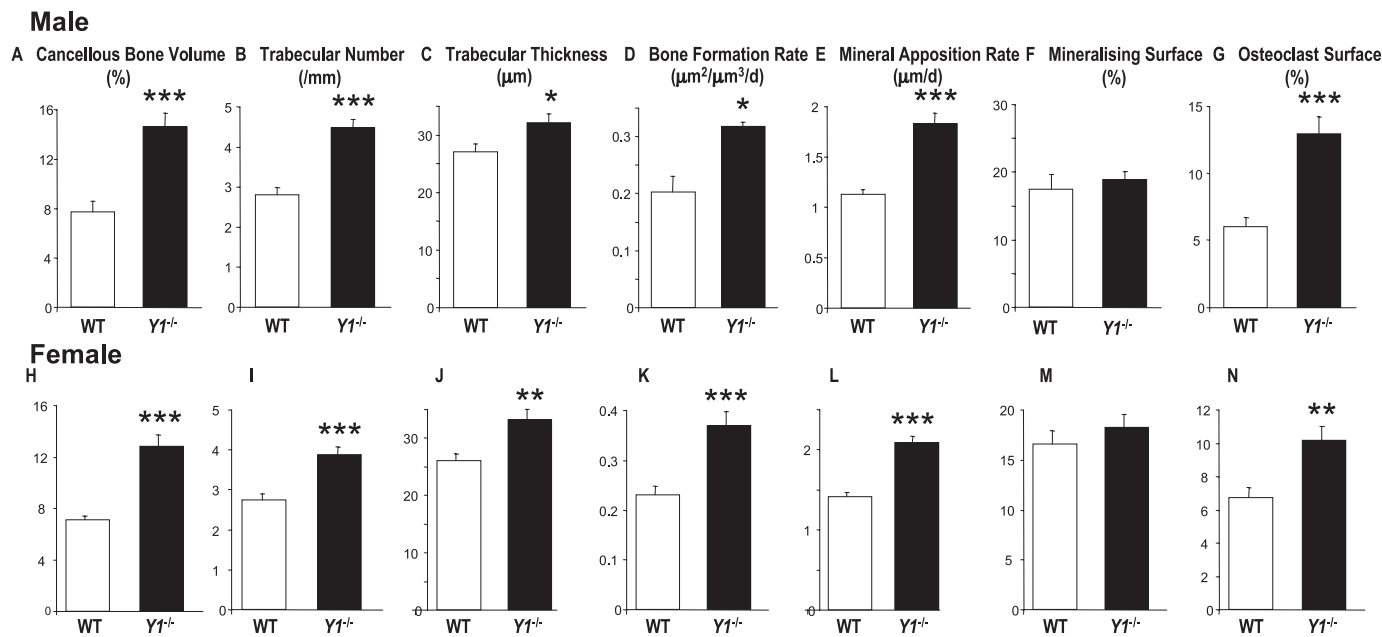 Male
A Cancellous Bone Volume (%)
***
16
12
8
4
0
WT Y1-/-
B Trabecular Number (/mm)
***
5
4
3
2
1
0
WT Y1-/-
C Trabecular Thickness (µm)
*
30
20
10
0
WT Y1-/-
D Bone Formation Rate (µm²/µm³/d)
*
0.3
0.2
0.1
0
WT Y1-/-
E Mineral Apposition Rate (µm/d)
***
2
1.5
1
0.5
0
WT Y1-/-
F Mineralising Surface (%)
30
20
10
0
WT Y1-/-
G Osteoclast Surface (%)
***
15
10
5
0
WT Y1-/-
Female
H
***
16
12
8
4
0
WT Y1-/-
I
***
5
4
3
2
1
0
WT Y1-/-
J
**
30
20
10
0
WT Y1-/-
K
***
0.4
0.3
0.2
0.1
0
WT Y1-/-
L
***
2
1
0
WT Y1-/-
M
20
15
10
5
0
WT Y1-/-
N
**
12
10
8
6
4
2
0
WT Y1-/-